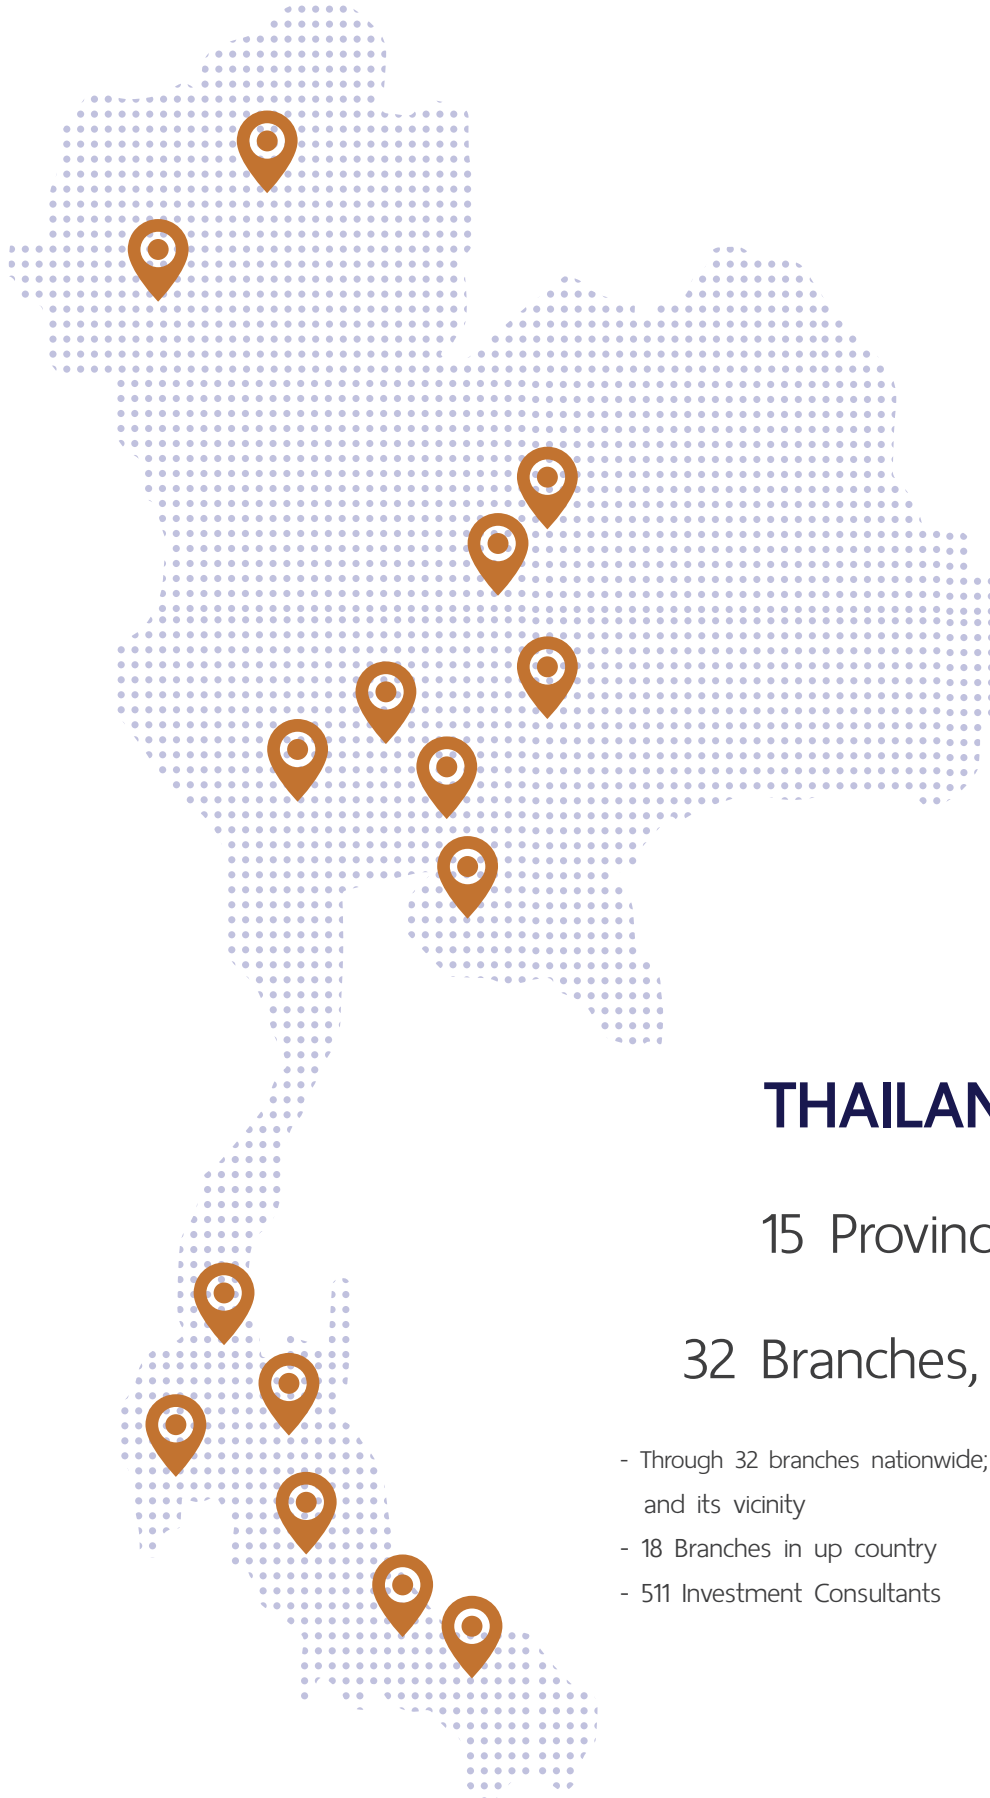 THAILAN
15 Provinc
32 Branches,
- Through 32 branches nationwide;
and its vicinity
- 18 Branches in up country
- 511 Investment Consultants